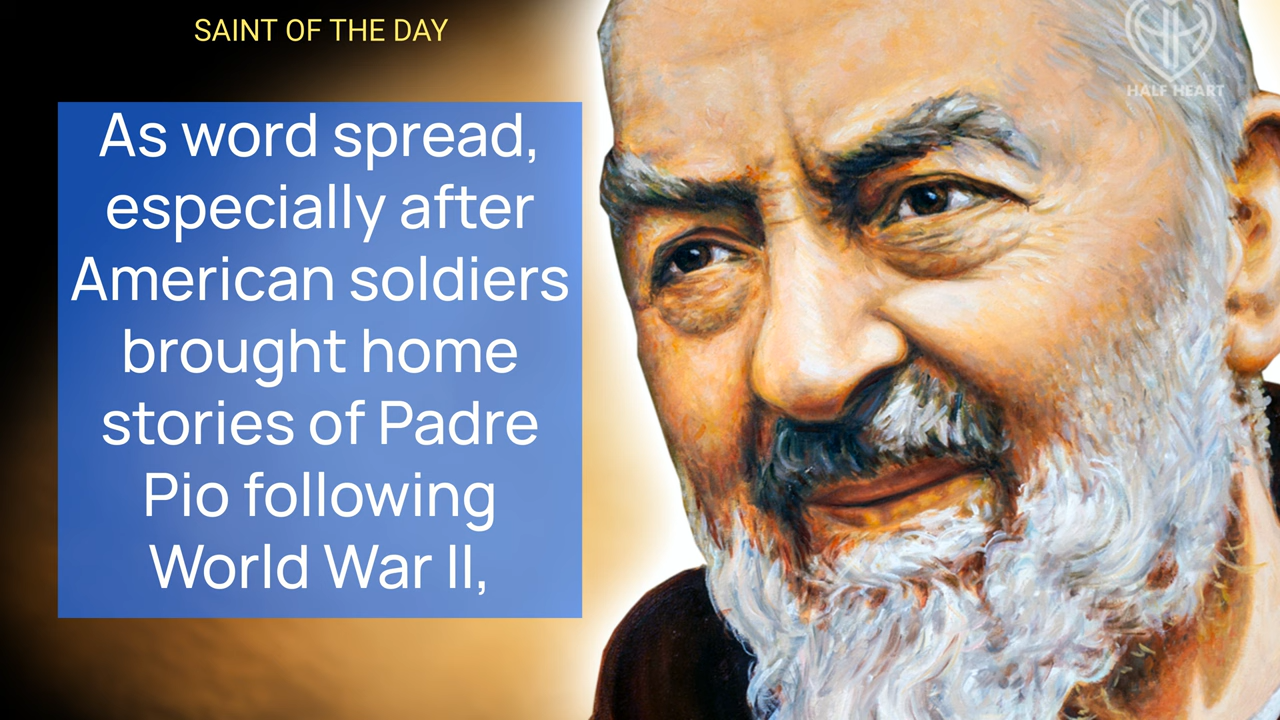 SAINT OF THE DAY
HALF HEART
As word spread,
especially after
American soldiers
brought home
stories of Padre
Pio following
World War II,